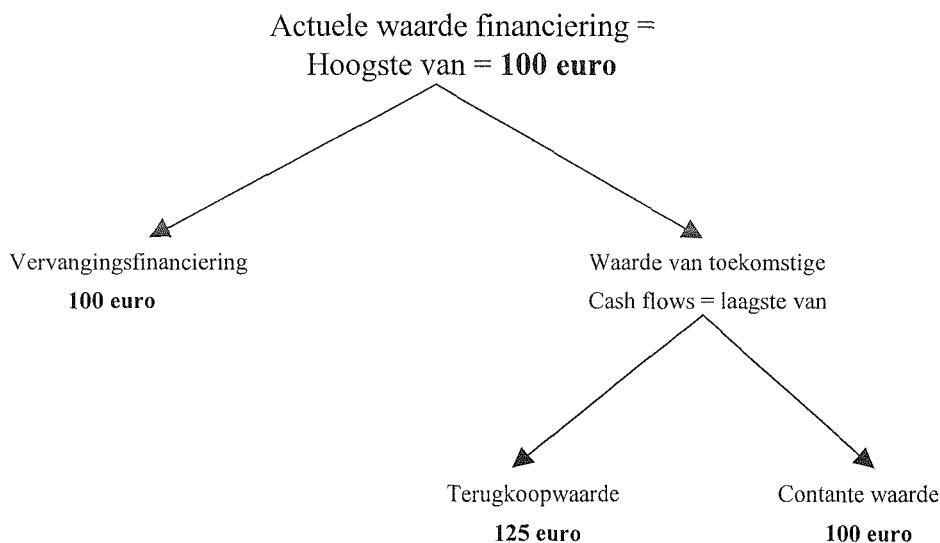 Actuele waarde financiering =
Hoogste van = 100 euro
Vervangingsfinanciering
100 euro
Waarde van toekomstige
Cash flows = laagste van
Terugkoopwaarde
125 euro
Contante waarde
100 euro